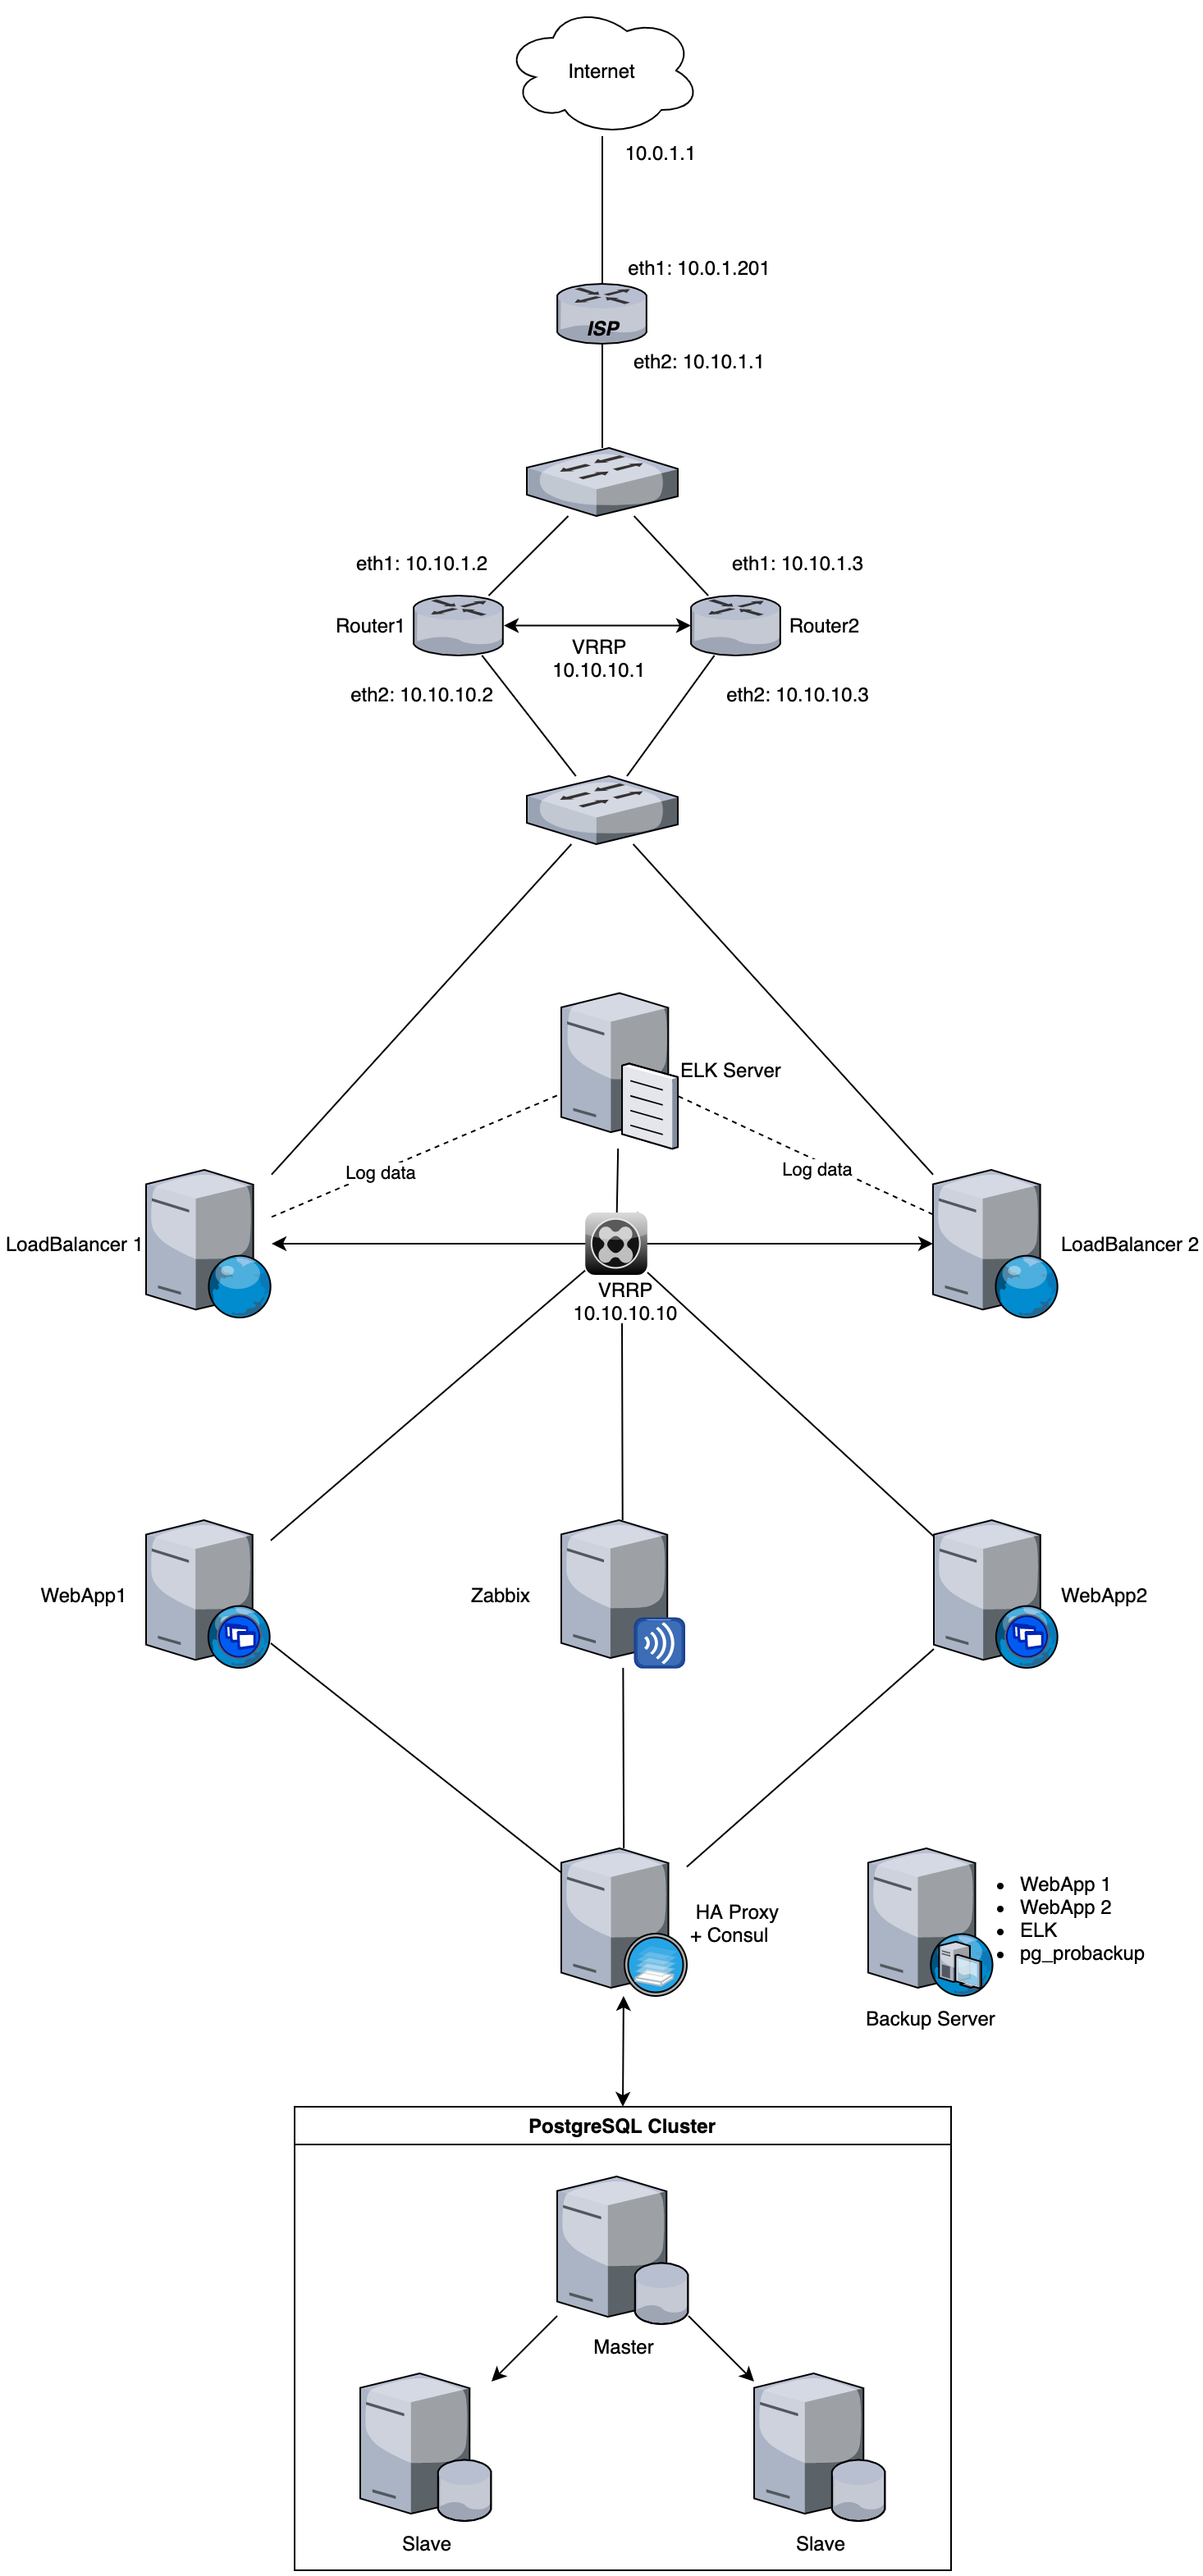 Internet
10.0.1.1
eth1: 10.0.1.201
ISP
eth2: 10.10.1.1
eth1: 10.10.1.2
eth1: 10.10.1.3
Router1
Router2
VRRP
10.10.10.1
eth2: 10.10.10.2
eth2: 10.10.10.3
ELK Server
Log data
Log data
LoadBalancer 1
LoadBalancer 2
VRRP
10.10.10.10
WebApp1
Zabbix
WebApp2
HA Proxy
+ Consul
• WebApp 1
• WebApp 2
• ELK
• pg_probackup
Backup Server
PostgreSQL Cluster
Master
Slave
Slave